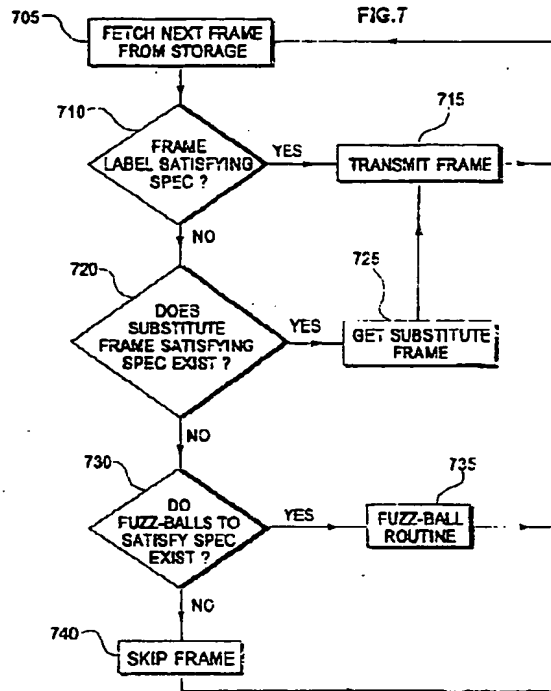 FIG.7
705
FETCH NEXT FRAME
FROM STORAGE
710
FRAME
LABEL SATISFYING
SPEC ?
YES
715
TRANSMIT FRAME
NO
720
DOES
SUBSTITUTE
FRAME SATISFYING
SPEC EXIST ?
YES
725
GET SUBSTITUTE
FRAME
NO
730
DO
FUZZ-BALLS TO
SATISFY SPEC
EXIST ?
YES
735
FUZZ-BALL
ROUTINE
NO
740
SKIP FRAME